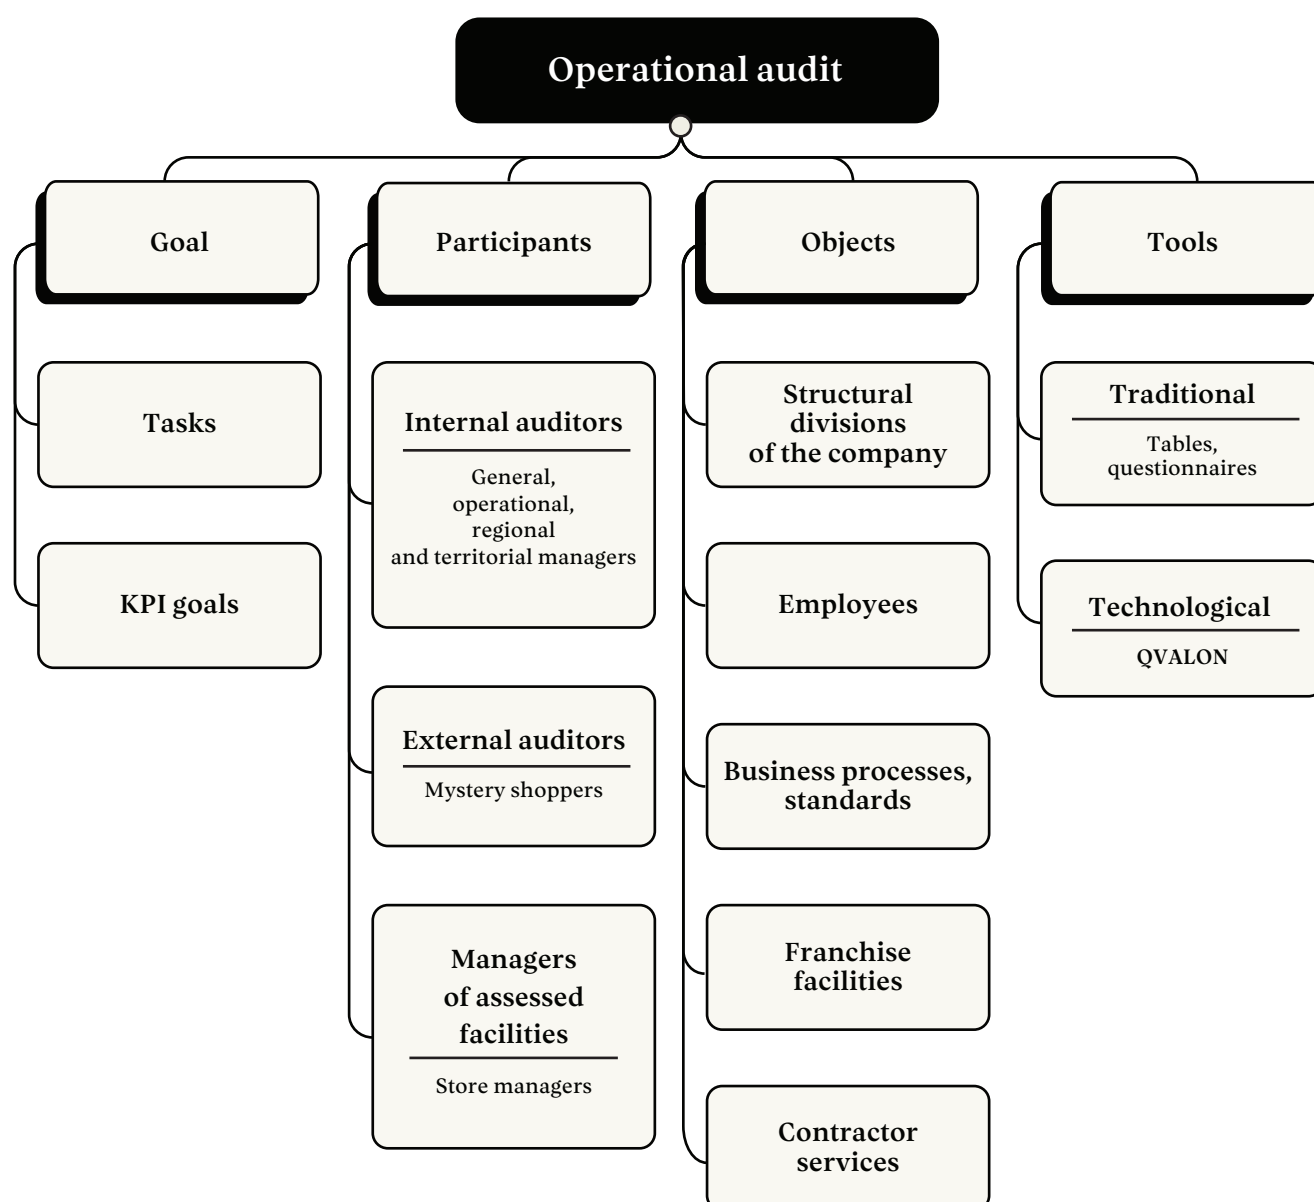 Operational audit
Goal
Tasks
KPI goals
Participants
Internal auditors
General,
operational,
regional
and territorial managers
External auditors
Mystery shoppers
Managers
of assessed
facilities
Store managers
Objects
Structural
divisions
of the company
Employees
Business processes,
standards
Franchise
facilities
Contractor
services
Tools
Traditional
Tables,
questionnaires
Technological
QVALON